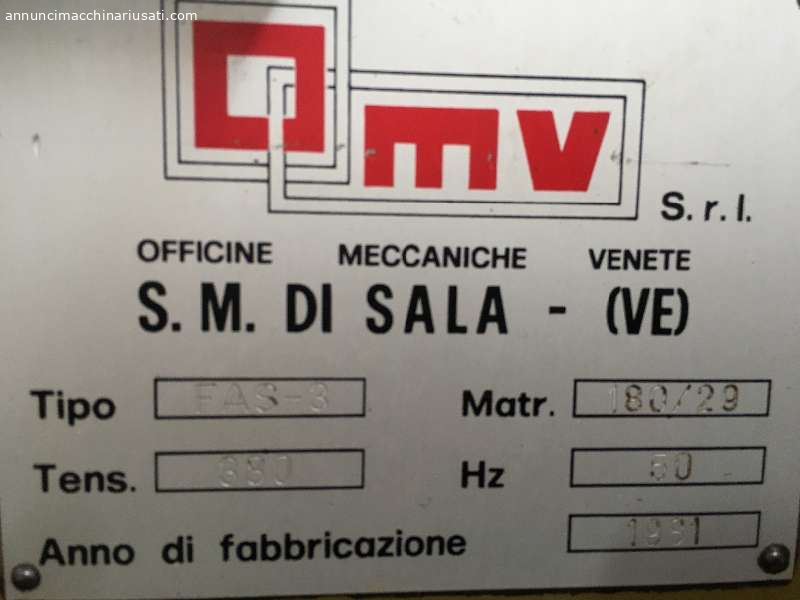 annuncimacchinariusati.com
omv
S.r.l.
OFFICINE MECCANICHE VENETE
S. M. DI SALA - (VE)
Tipo FAS-3 Matr. 180/29
Tens. 380 Hz 50
Anno di fabbricazione 1981